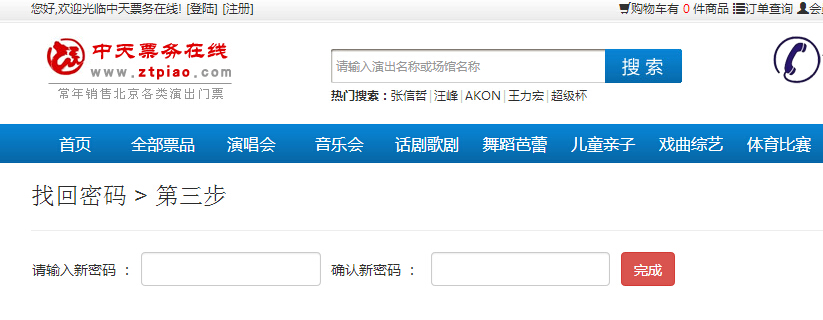 您好,欢迎光临中天票务在线! [登陆] [注册]
购物车有 0 件商品 订单查询
中天票务在线
www.ztpiao.com
常年销售北京各类演出门票
请输入演出名称或场馆名称
搜 索
热门搜索：张信哲|汪峰|AKON|王力宏|超级杯
首页 全部票品 演唱会 音乐会 话剧歌剧 舞蹈芭蕾 儿童亲子 戏曲综艺 体育比赛
找回密码 > 第三步
请输入新密码 ： 确认新密码 ： 完成